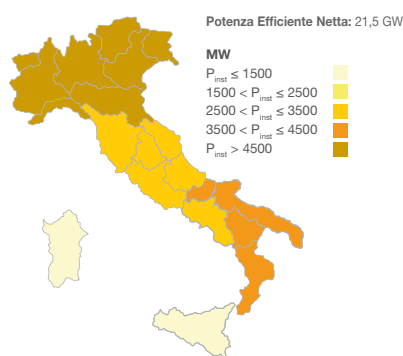 Potenza Efficiente Netta: 21,5 GW
MW
Pinst ≤ 1500
1500 < Pinst ≤ 2500
2500 < Pinst ≤ 3500
3500 < Pinst ≤ 4500
Pinst > 4500